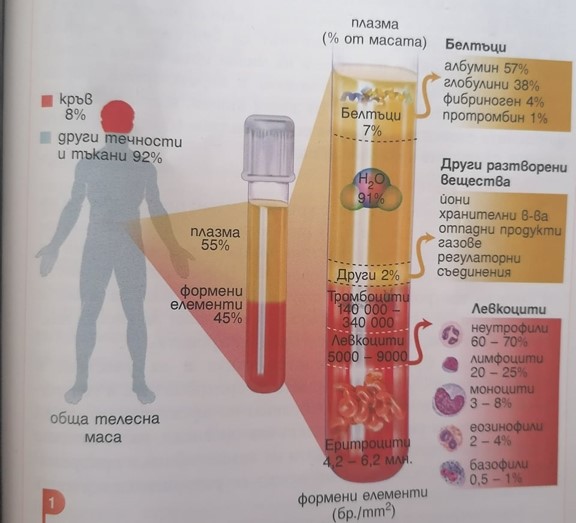 плазма
(% от масата)
кръв
8%
други течности
и тъкани 92%
плазма
55%
формени
елементи
45%
обща телесна
маса
Белтъци
7%
H₂O
91%
Други 2%
Тромбоцити
140 000 –
340 000
Левкоцити
5000 – 9000
Еритроцити
4,2 – 6,2 млн.
формени елементи
(бр./mm²)
Белтъци
албумин 57%
глобулини 38%
фибриноген 4%
протромбин 1%
Други разтворени
вещества
йони
хранителни в-ва
отпадни продукти
газове
регулаторни
съединения
Левкоцити
неутрофили
60 – 70%
лимфоцити
20 – 25%
моноцити
3 – 8%
еозинофили
2 – 4%
базофили
0,5 – 1%
1